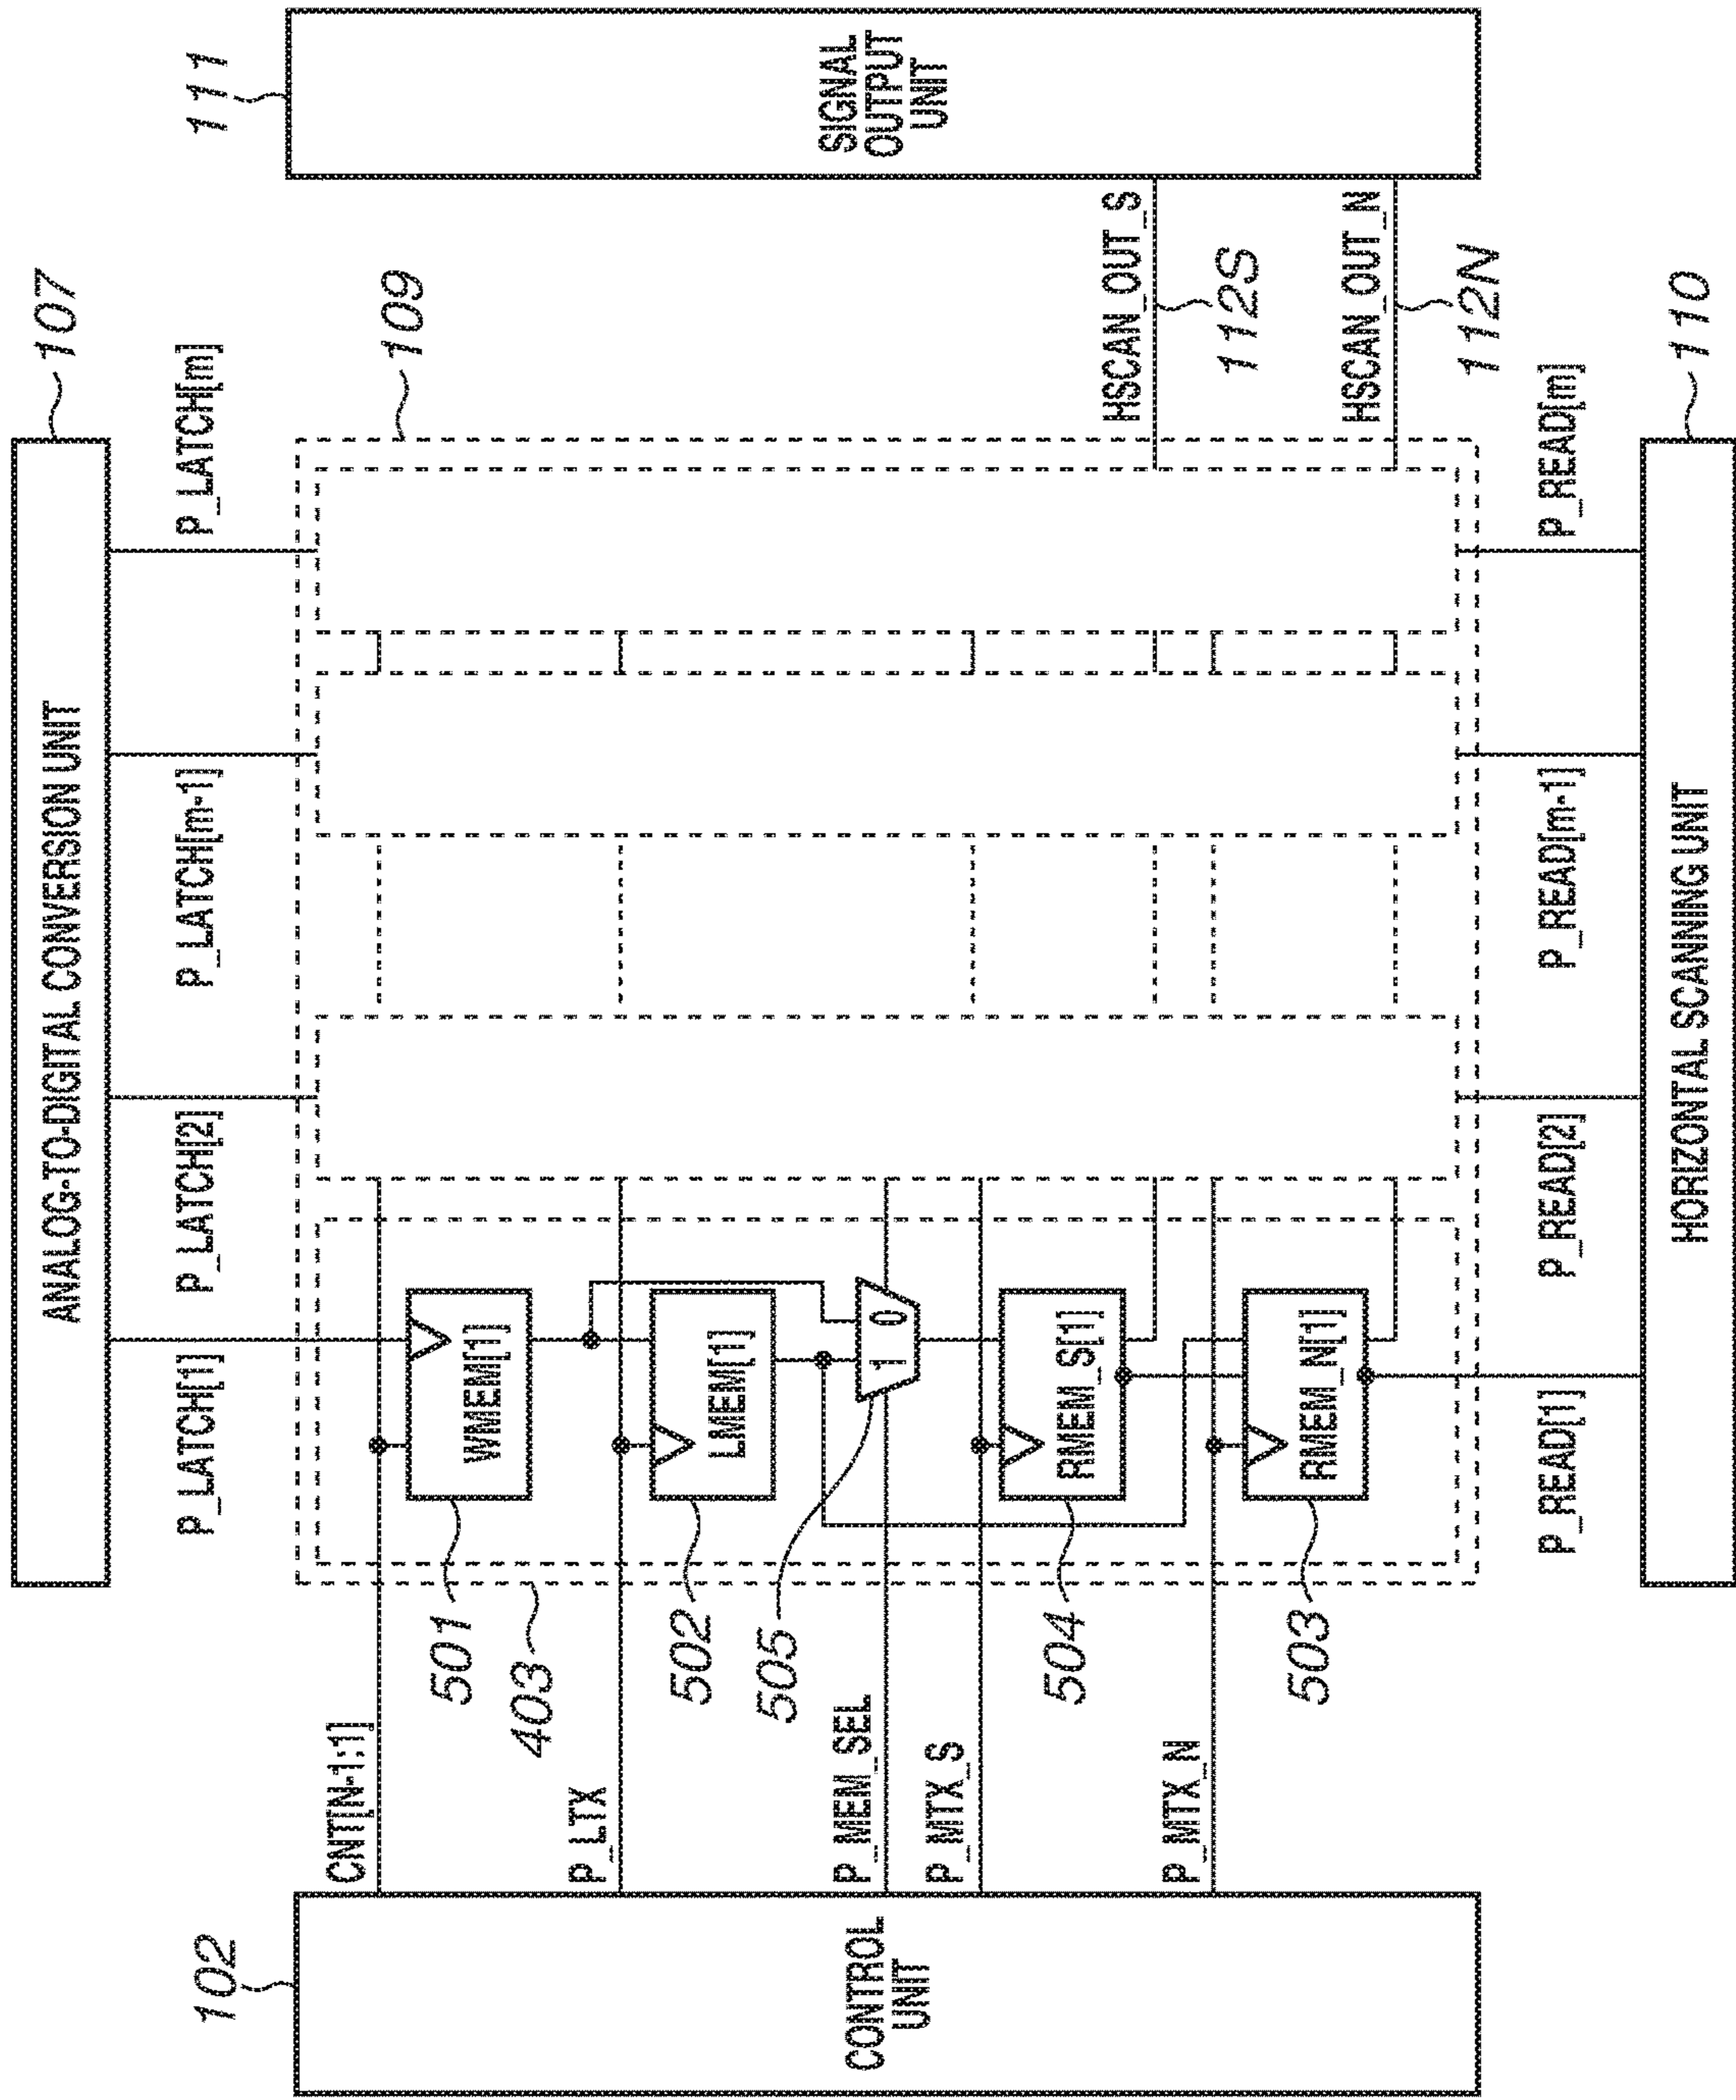 107
ANALOG-TO-DIGITAL CONVERSION UNIT
P_LATCH[1]
P_LATCH[2]
P_LATCH[m-1]
P_LATCH[m]
102
CONTROL
UNIT
CNT[N-1:1]
P_LTX
P_MEM_SEL
P_MTX_S
P_MTX_N
403
109
501
WMEM[1]
502
LMEM[1]
505
1 0
504
RMEM_S[1]
503
RMEM_N[1]
111
SIGNAL
OUTPUT
UNIT
HSCAN_OUT_S
112S
HSCAN_OUT_N
112N
P_READ[1]
P_READ[2]
P_READ[m-1]
P_READ[m]
110
HORIZONTAL SCANNING UNIT